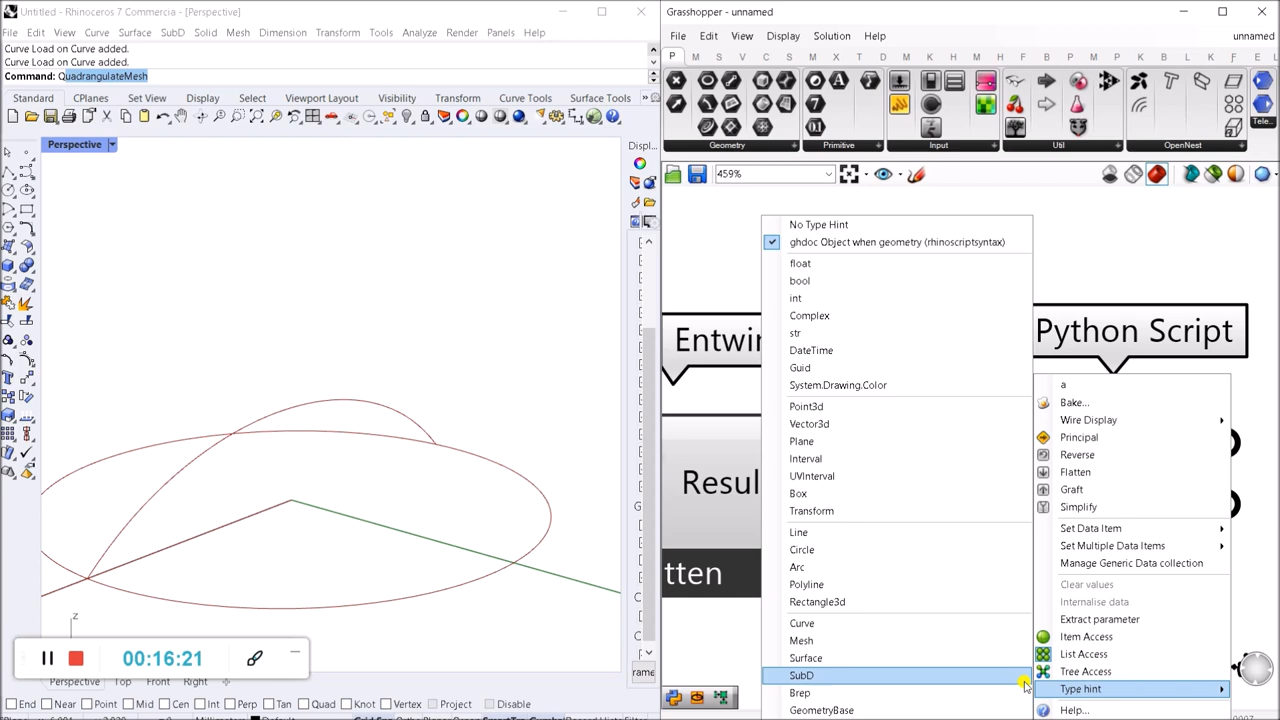 Untitled - Rhinoceros 7 Commercia - [Perspective]
File Edit View Curve Surface SubD Solid Mesh Dimension Transform Tools Analyze Render Panels Help
Curve Load on Curve added.
Curve Load on Curve added.
Command: QuadrangulateMesh
Standard CPlanes Set View Display Select Viewport Layout Visibility Transform Curve Tools Surface Tools
Perspective
Displ
z
00:16:21
Perspective Top Front Right
rame
Near Point Mid Cen Int Perp Tan Quad Knot Vertex Project Disable
Grasshopper - unnamed
File Edit View Display Solution Help
unnamed
P
Geometry Primitive Input Util OpenNest
Tele...
459%
Entwin
Python Script
Resul
tten
No Type Hint
ghdoc Object when geometry (rhinoscriptsyntax)
float
bool
int
Complex
str
DateTime
Guid
System.Drawing.Color
Point3d
Vector3d
Plane
Interval
UVInterval
Box
Transform
Line
Circle
Arc
Polyline
Rectangle3d
Curve
Mesh
Surface
SubD
Brep
GeometryBase
a
Bake...
Wire Display
Principal
Reverse
Flatten
Graft
Simplify
Set Data Item
Set Multiple Data Items
Manage Generic Data collection
Clear values
Internalise data
Extract parameter
Item Access
List Access
Tree Access
Type hint
Help...